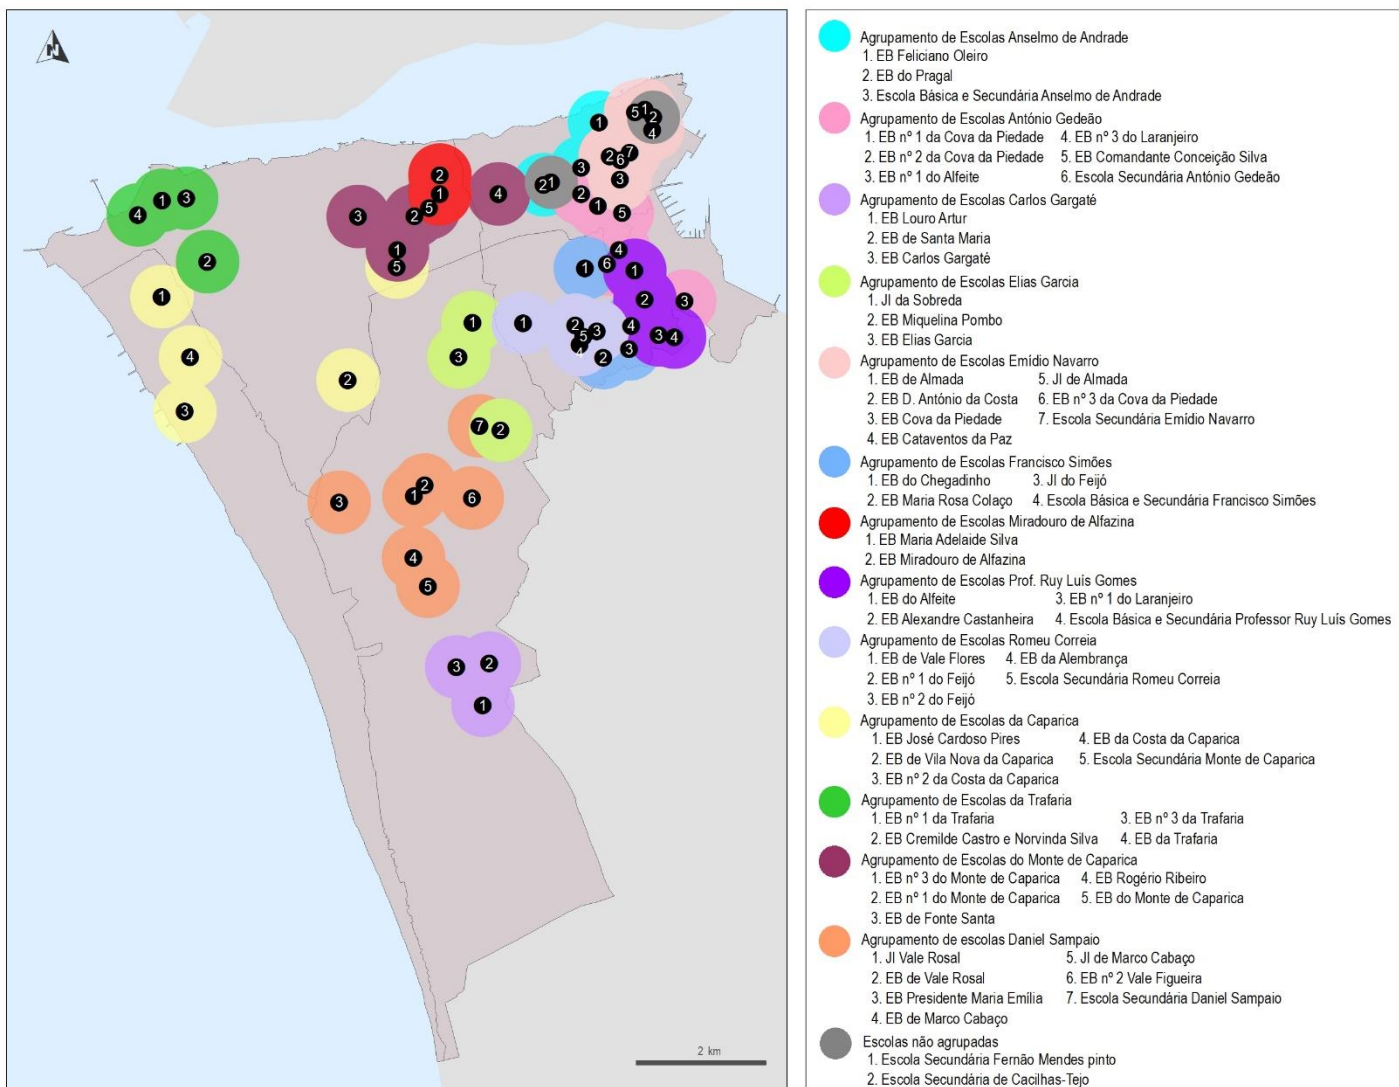 N
2 km
Agrupamento de Escolas Anselmo de Andrade
1. EB Feliciano Oleiro
2. EB do Pragal
3. Escola Básica e Secundária Anselmo de Andrade
Agrupamento de Escolas António Gedeão
1. EB nº 1 da Cova da Piedade 4. EB nº 3 do Laranjeiro
2. EB nº 2 da Cova da Piedade 5. EB Comandante Conceição Silva
3. EB nº 1 do Alfeite 6. Escola Secundária António Gedeão
Agrupamento de Escolas Carlos Gargaté
1. EB Louro Artur
2. EB de Santa Maria
3. EB Carlos Gargaté
Agrupamento de Escolas Elias Garcia
1. JI da Sobreda
2. EB Miquelina Pombo
3. EB Elias Garcia
Agrupamento de Escolas Emídio Navarro
1. EB de Almada 5. JI de Almada
2. EB D. António da Costa 6. EB nº 3 da Cova da Piedade
3. EB Cova da Piedade 7. Escola Secundária Emídio Navarro
4. EB Cataventos da Paz
Agrupamento de Escolas Francisco Simões
1. EB do Chegadinho 3. JI do Feijó
2. EB Maria Rosa Colaço 4. Escola Básica e Secundária Francisco Simões
Agrupamento de Escolas Miradouro de Alfazina
1. EB Maria Adelaide Silva
2. EB Miradouro de Alfazina
Agrupamento de Escolas Prof. Ruy Luís Gomes
1. EB do Alfeite 3. EB nº 1 do Laranjeiro
2. EB Alexandre Castanheira 4. Escola Básica e Secundária Professor Ruy Luís Gomes
Agrupamento de Escolas Romeu Correia
1. EB de Vale Flores 4. EB da Alembrança
2. EB nº 1 do Feijó 5. Escola Secundária Romeu Correia
3. EB nº 2 do Feijó
Agrupamento de Escolas da Caparica
1. EB José Cardoso Pires 4. EB da Costa da Caparica
2. EB de Vila Nova da Caparica 5. Escola Secundária Monte de Caparica
3. EB nº 2 da Costa da Caparica
Agrupamento de Escolas da Trafaria
1. EB nº 1 da Trafaria 3. EB nº 3 da Trafaria
2. EB Cremilde Castro e Norvinda Silva 4. EB da Trafaria
Agrupamento de Escolas do Monte de Caparica
1. EB nº 3 do Monte de Caparica 4. EB Rogério Ribeiro
2. EB nº 1 do Monte de Caparica 5. EB do Monte de Caparica
3. EB de Fonte Santa
Agrupamento de escolas Daniel Sampaio
1. JI Vale Rosal 5. JI de Marco Cabaço
2. EB de Vale Rosal 6. EB nº 2 Vale Figueira
3. EB Presidente Maria Emília 7. Escola Secundária Daniel Sampaio
4. EB de Marco Cabaço
Escolas não agrupadas
1. Escola Secundária Fernão Mendes pinto
2. Escola Secundária de Cacilhas-Tejo